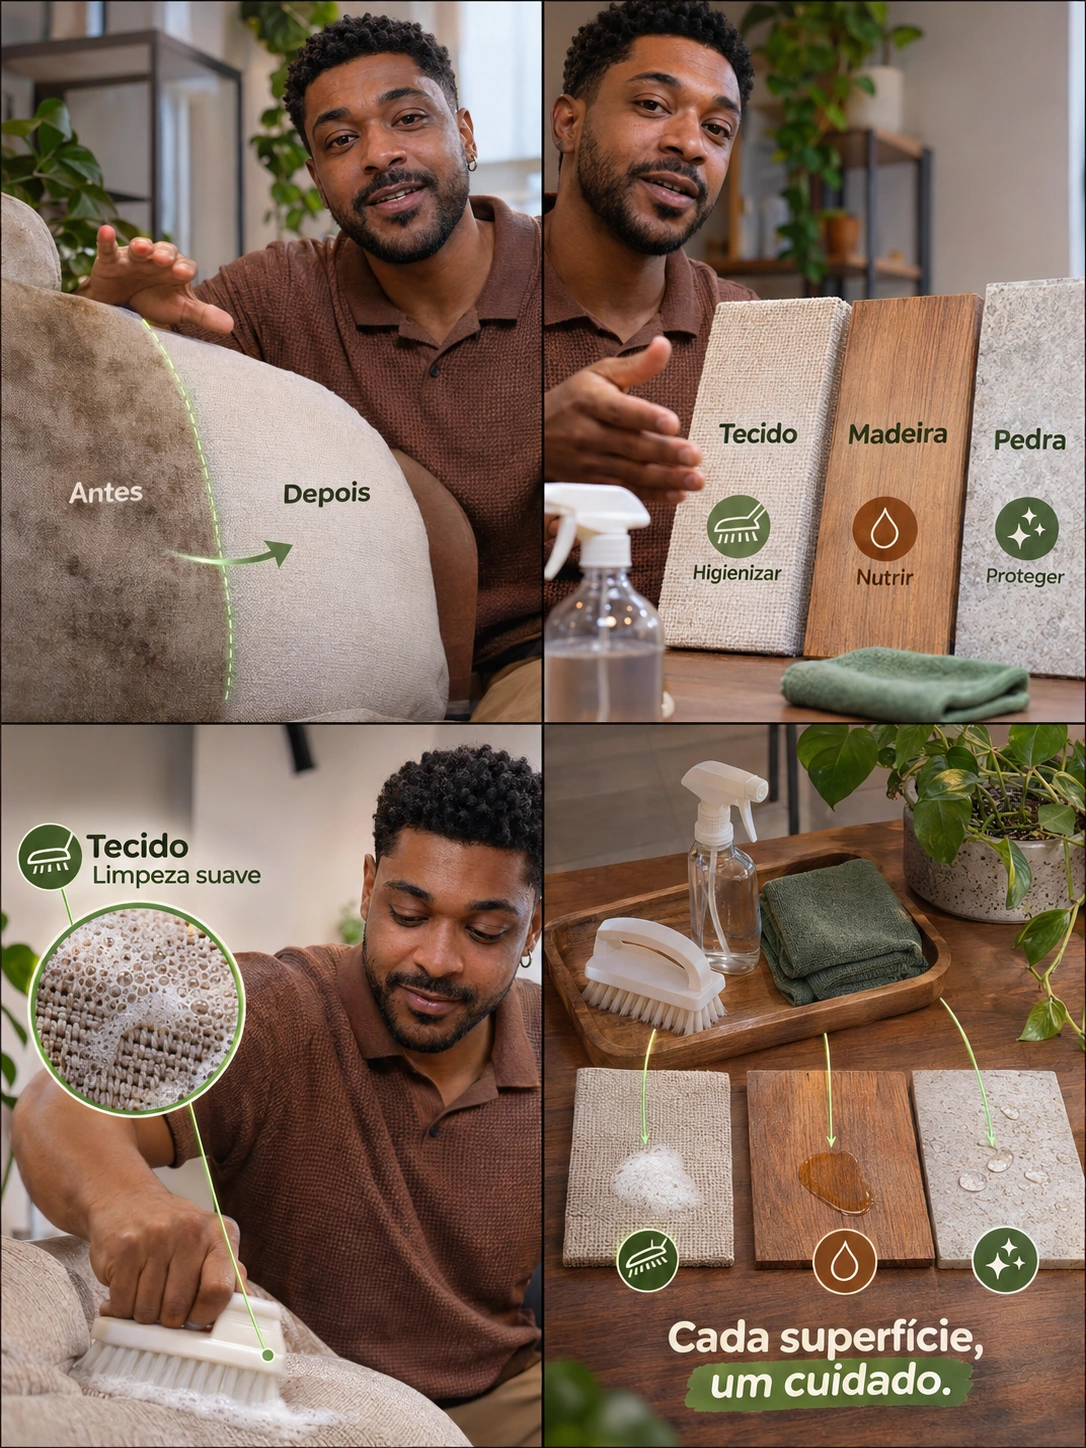 Antes
Depois
Tecido
Higienizar
Madeira
Nutrir
Pedra
Proteger
Tecido
Limpeza suave
Cada superfície,
um cuidado.